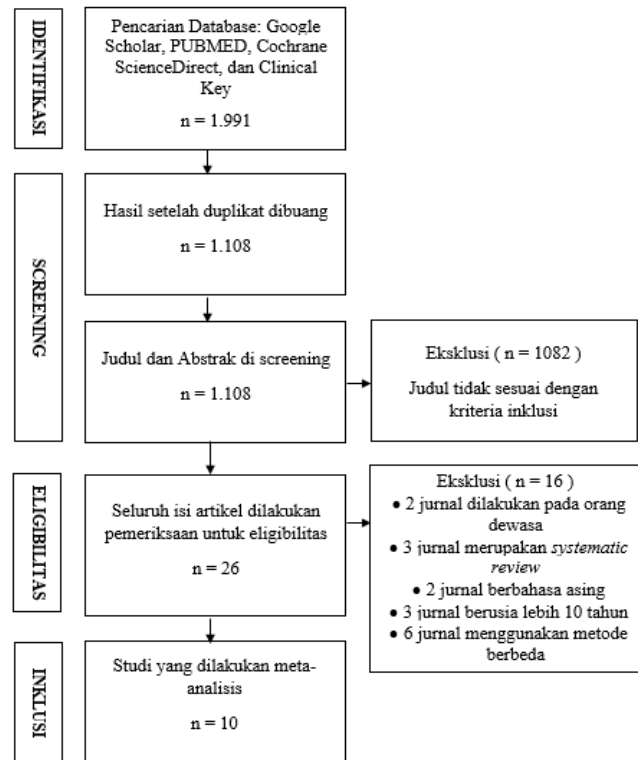 IDENTIFIKASI
Pencarian Database: Google
Scholar, PUBMED, Cochrane
ScienceDirect, dan Clinical
Key
n = 1.991
SCREENING
Hasil setelah duplikat dibuang
n = 1.108
Judul dan Abstrak di screening
n = 1.108
Eksklusi ( n = 1082 )
Judul tidak sesuai dengan
kriteria inklusi
ELIGIBILITAS
Seluruh isi artikel dilakukan
pemeriksaan untuk eligibilitas
n = 26
Eksklusi ( n = 16 )
• 2 jurnal dilakukan pada orang
dewasa
• 3 jurnal merupakan systematic
review
• 2 jurnal berbahasa asing
• 3 jurnal berusia lebih 10 tahun
• 6 jurnal menggunakan metode
berbeda
INKLUSI
Studi yang dilakukan meta-
analisis
n = 10